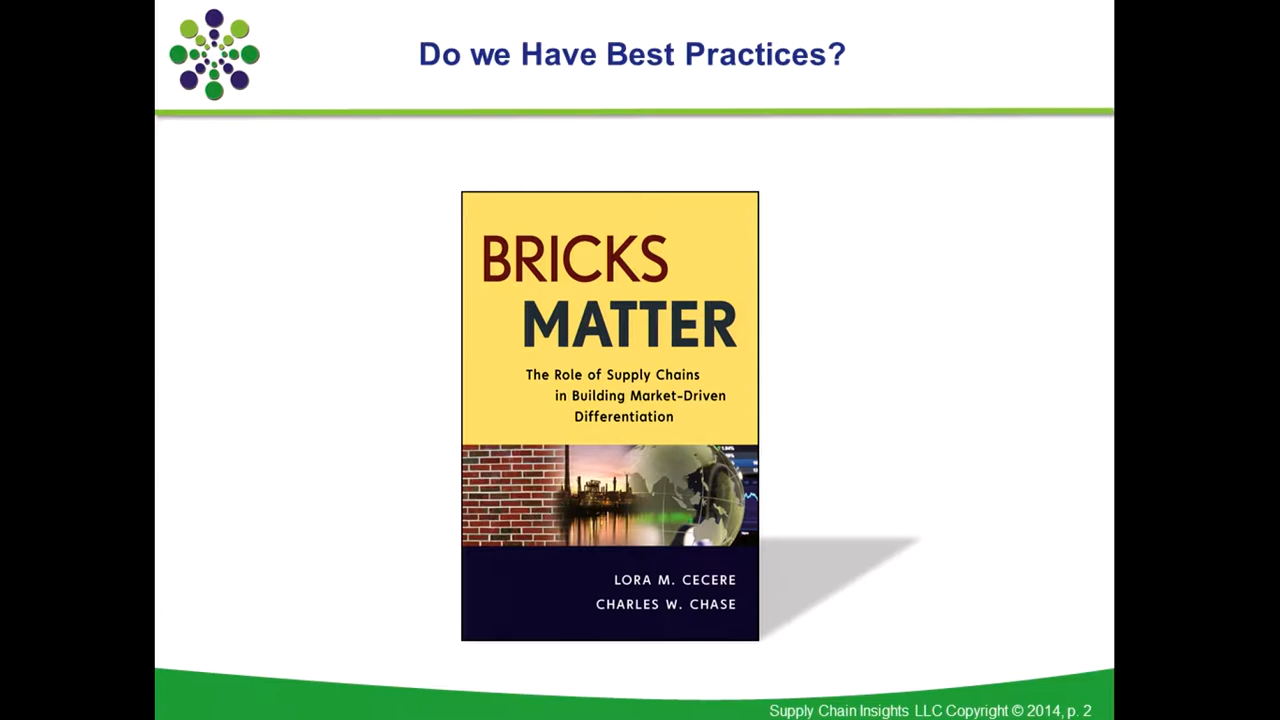 Do we Have Best Practices?
BRICKS
MATTER
The Role of Supply Chains
in Building Market-Driven
Differentiation
LORA M. CECERE
CHARLES W. CHASE
Supply Chain Insights LLC Copyright © 2014, p. 2